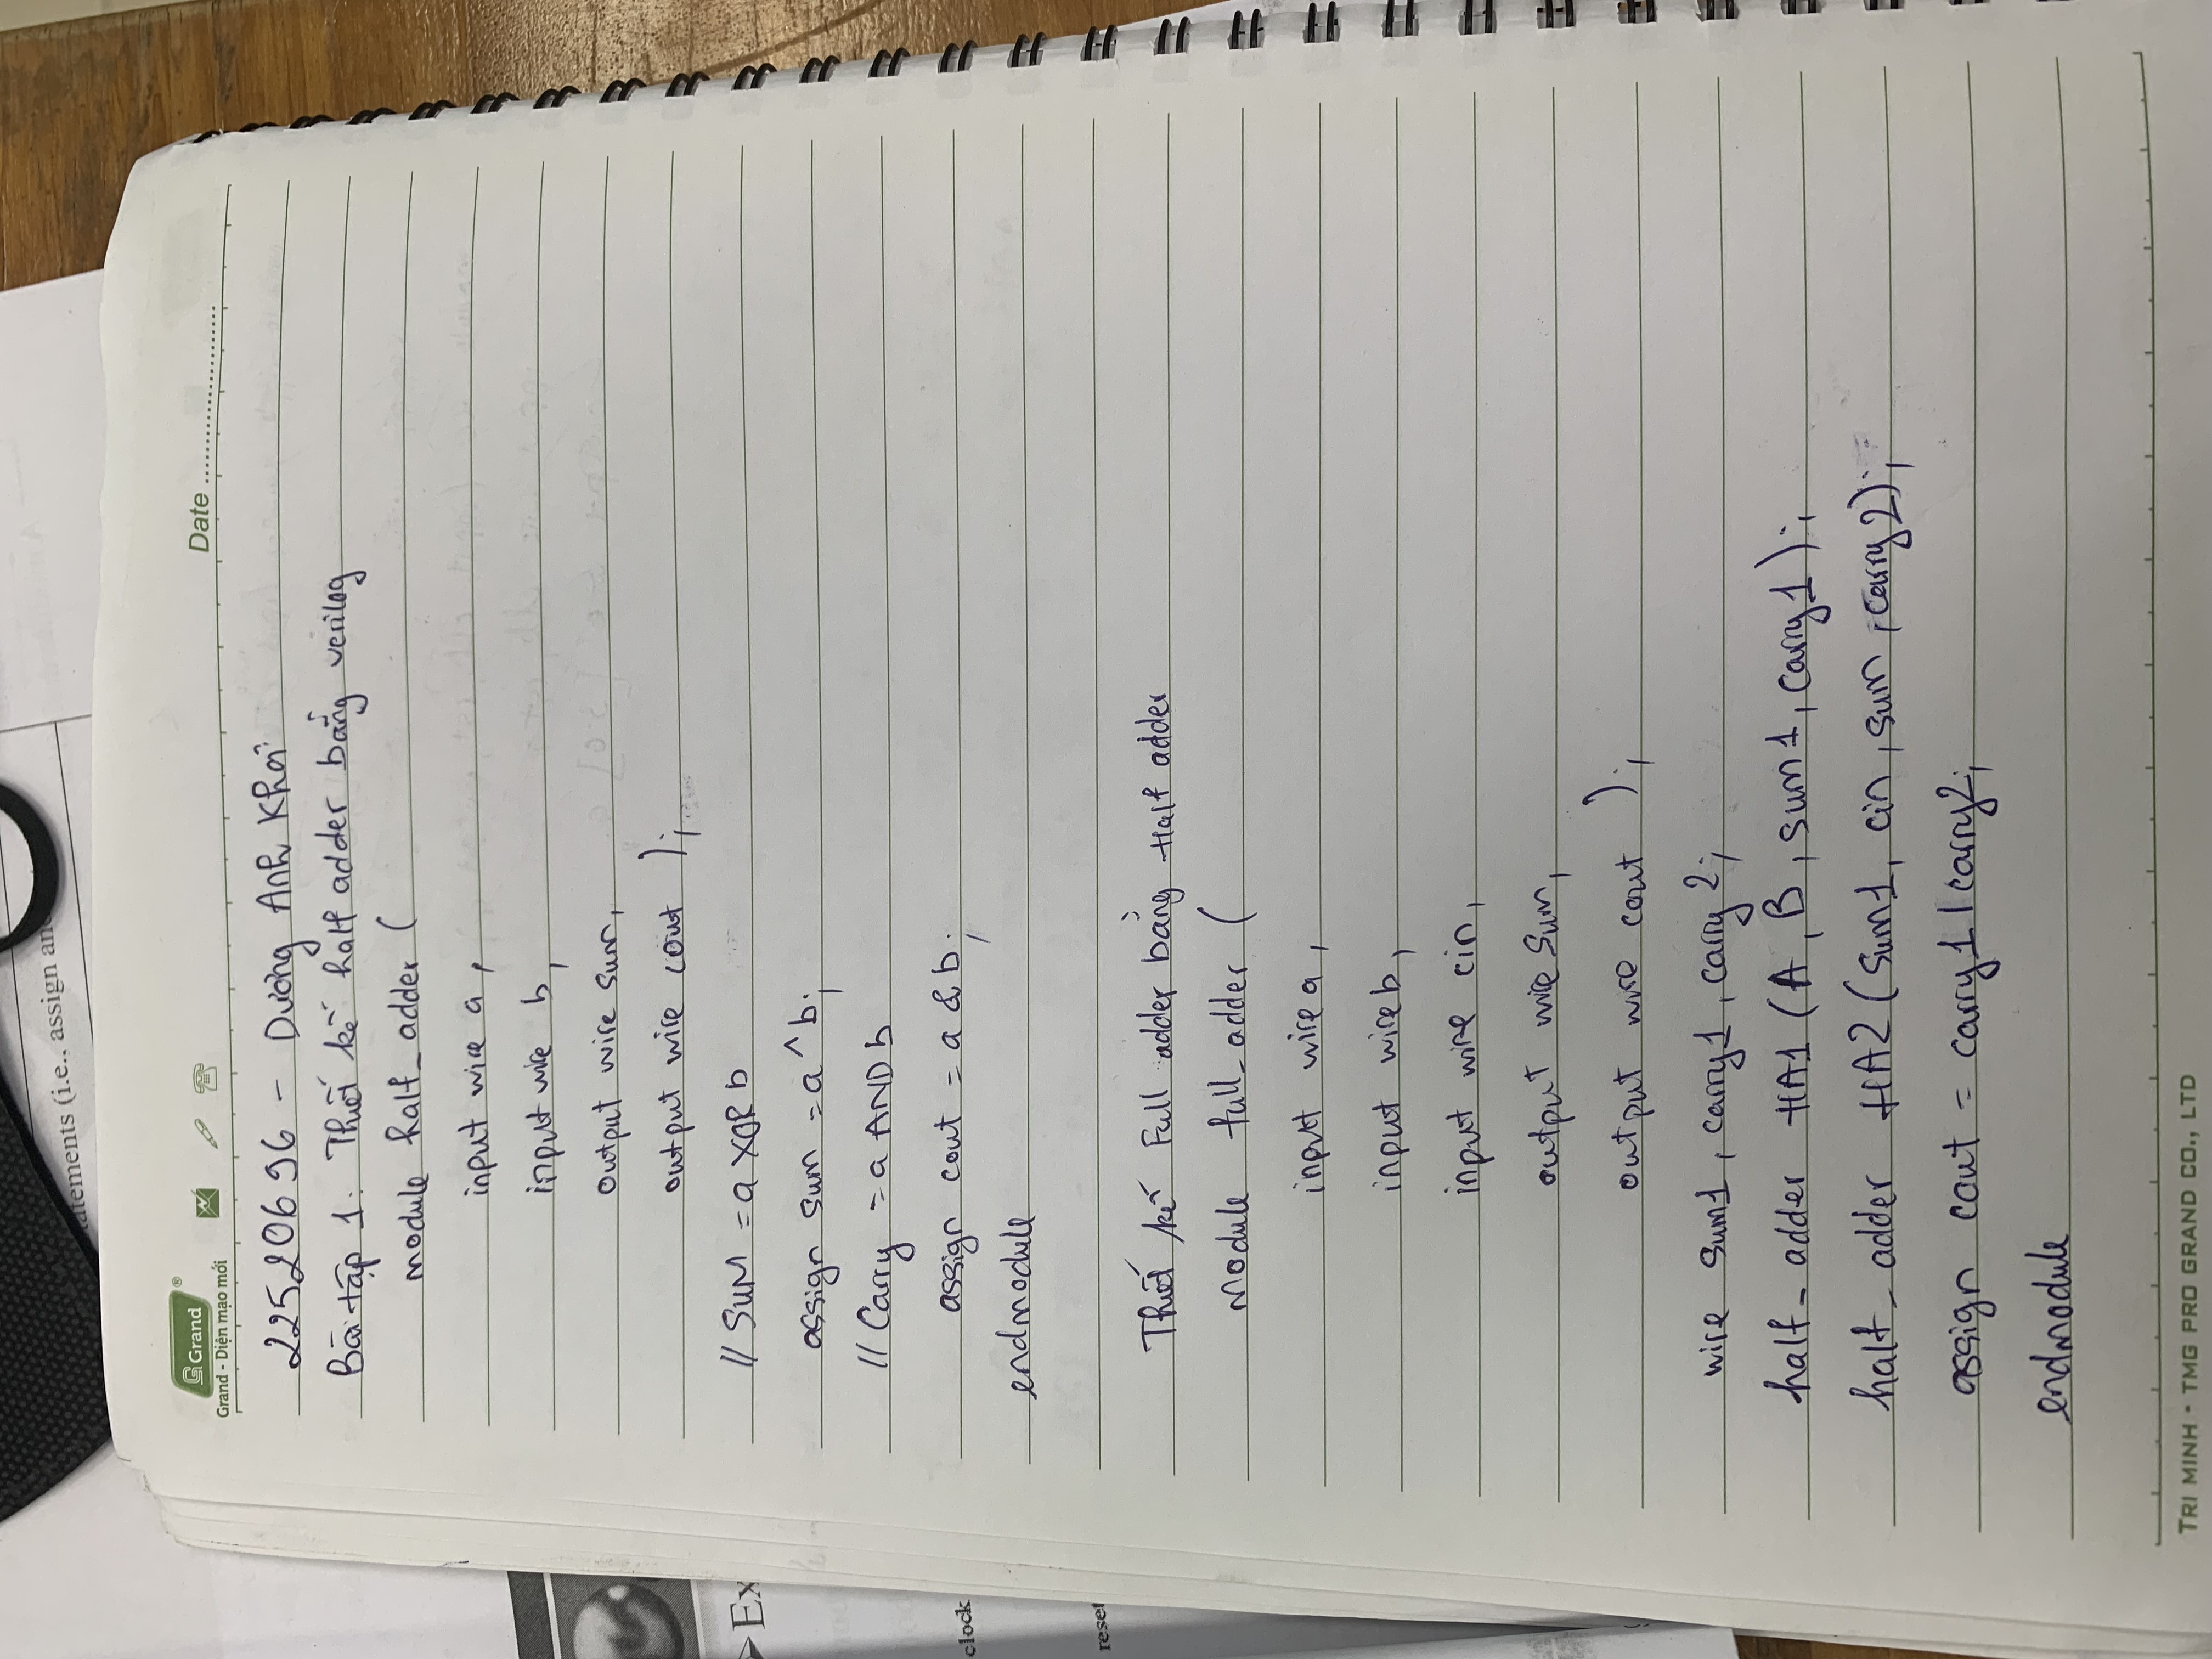 atements (i.e., assign and
G Grand ®
Grand - Diện mạo mới
Date
22520696 - Dương Anh Khải
Bài tập 1: Thiết kế half adder bằng verilog
module half_adder (
input wire a,
input wire b,
output wire sum,
output wire cout );
// SUM = a XOR b
assign sum = a ^ b;
// Carry = a AND b
assign cout = a & b;
endmodule
Thiết kế Full adder bằng Half adder
module full_adder (
input wire a,
input wire b,
input wire cin,
output wire sum,
output wire cout );
wire sum1, carry1, carry2;
half_adder HA1 (A, B, sum1, carry1);
half_adder HA2 (sum1, cin, sum, carry2);
assign cout = carry1 | carry2;
endmodule
TRI MINH - TMG PRO GRAND CO., LTD
➢Ex
clock
reset